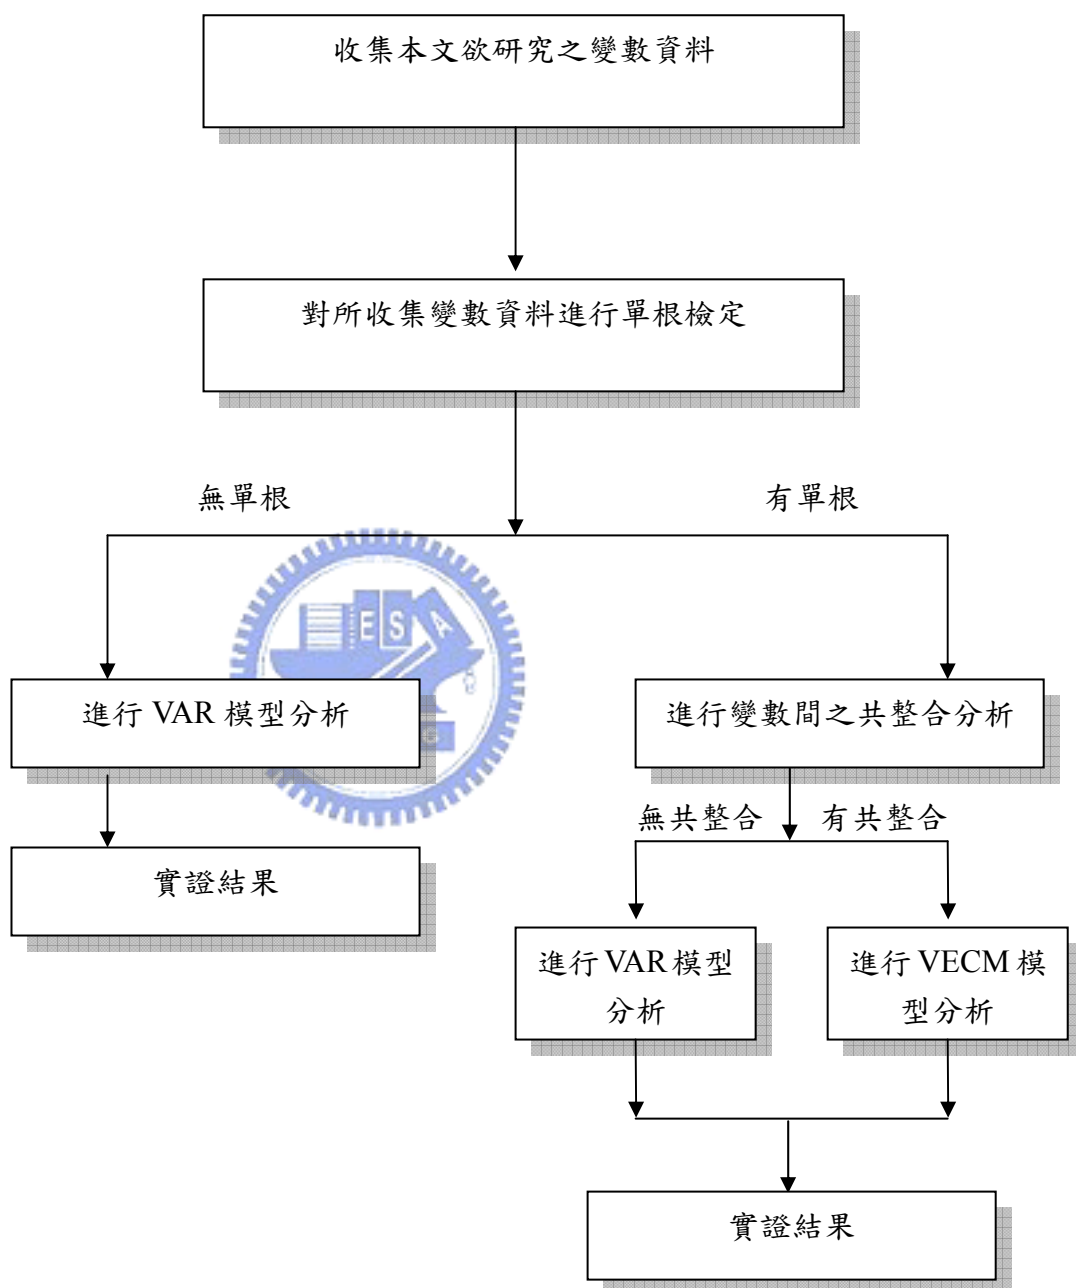 收集本文欲研究之變數資料
對所收集變數資料進行單根檢定
無單根
有單根
E S A
進行 VAR 模型分析
進行變數間之共整合分析
無共整合
有共整合
實證結果
進行 VAR 模型
分析
進行 VECM 模
型分析
實證結果